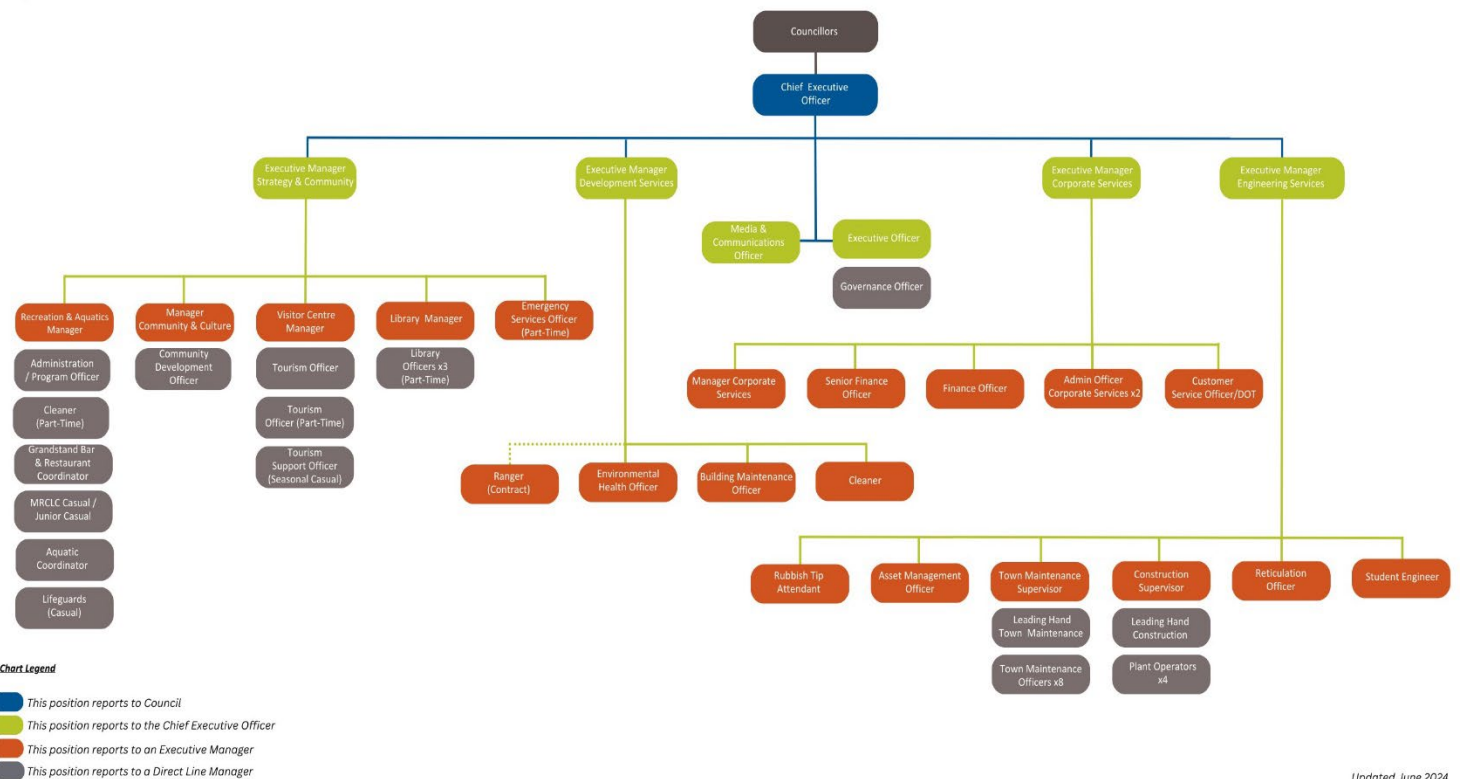 Councillors
Chief Executive
Officer
Executive Manager
Strategy & Community
Executive Manager
Development Services
Executive Manager
Corporate Services
Executive Manager
Engineering Services
Media &
Communications
Officer
Executive Officer
Governance Officer
Recreation & Aquatics
Manager
Manager
Community & Culture
Visitor Centre
Manager
Library Manager
Emergency
Services Officer
(Part-Time)
Administration
/ Program Officer
Community
Development
Officer
Tourism Officer
Library
Officers x3
(Part-Time)
Cleaner
(Part-Time)
Tourism
Officer (Part-Time)
Grandstand Bar
& Restaurant
Coordinator
Tourism
Support Officer
(Seasonal Casual)
MRCLC Casual /
Junior Casual
Aquatic
Coordinator
Lifeguards
(Casual)
Manager Corporate
Services
Senior Finance
Officer
Finance Officer
Admin Officer
Corporate Services x2
Customer
Service Officer/DOT
Ranger
(Contract)
Environmental
Health Officer
Building Maintenance
Officer
Cleaner
Rubbish Tip
Attendant
Asset Management
Officer
Town Maintenance
Supervisor
Construction
Supervisor
Reticulation
Officer
Student Engineer
Leading Hand
Town Maintenance
Leading Hand
Construction
Town Maintenance
Officers x8
Plant Operators
x4
Chart Legend
This position reports to Council
This position reports to the Chief Executive Officer
This position reports to an Executive Manager
This position reports to a Direct Line Manager
Updated June 2024